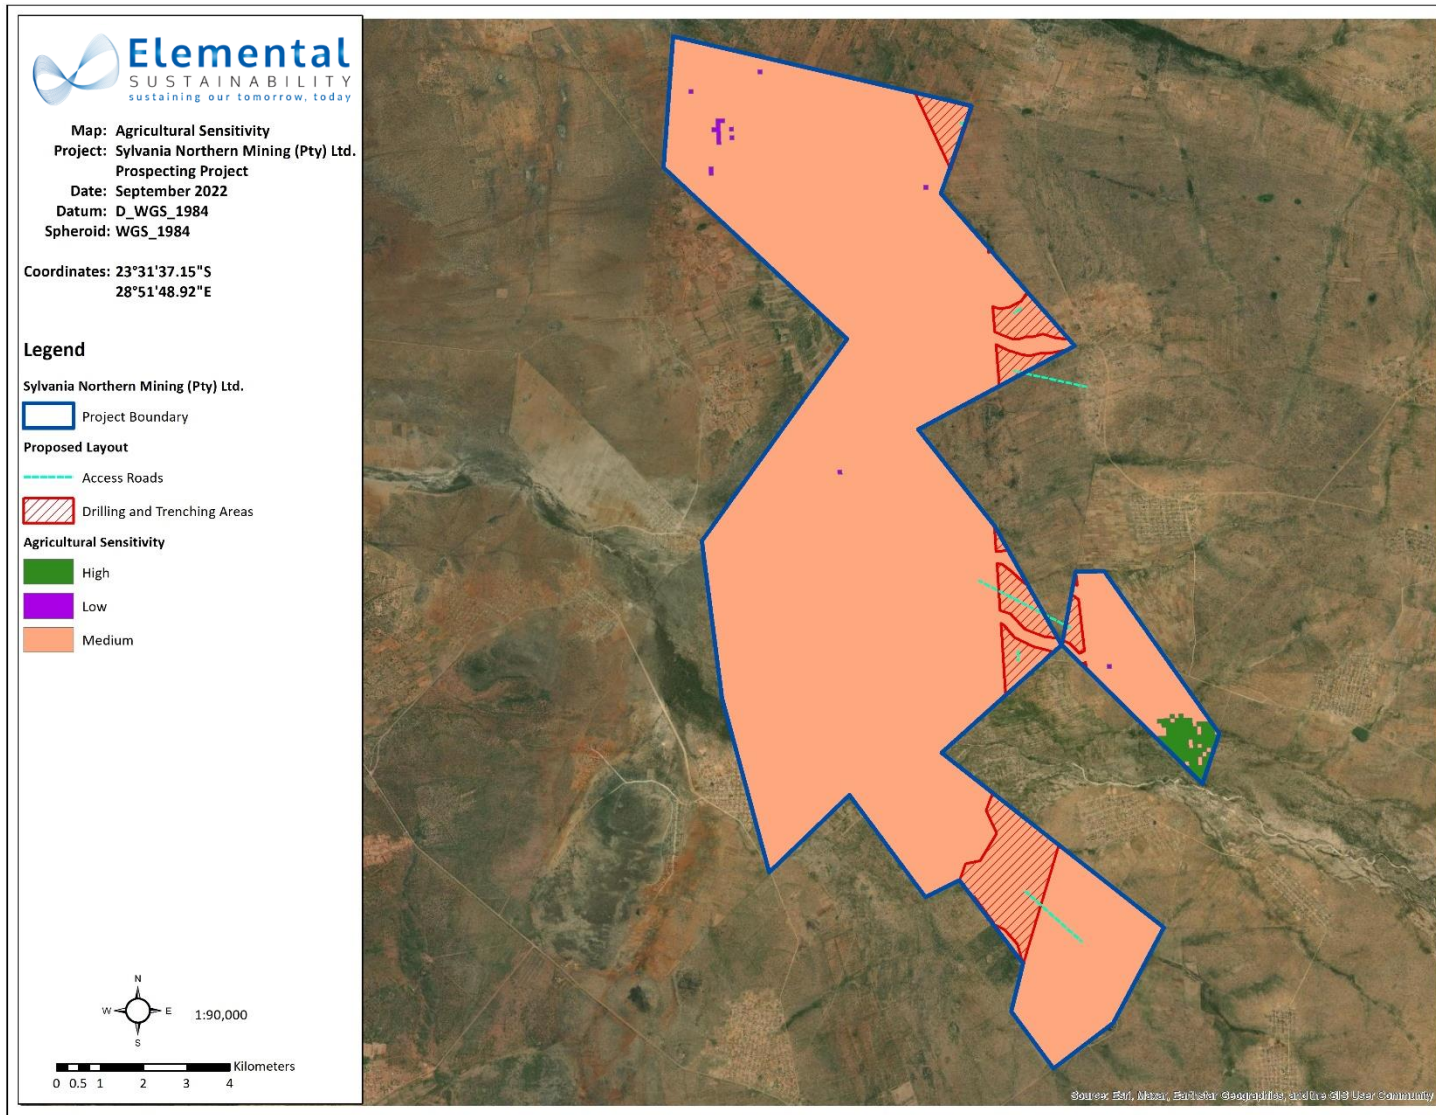 Elemental
SUSTAINABILITY
sustaining our tomorrow, today
Map: Agricultural Sensitivity
Project: Sylvania Northern Mining (Pty) Ltd.
Prospecting Project
Date: September 2022
Datum: D_WGS_1984
Spheroid: WGS_1984
Coordinates: 23°31'37.15"S
28°51'48.92"E
Legend
Sylvania Northern Mining (Pty) Ltd.
Project Boundary
Proposed Layout
Access Roads
Drilling and Trenching Areas
Agricultural Sensitivity
High
Low
Medium
N
W E
S
1:90,000
Kilometers
0 0.5 1 2 3 4
Source: Esri, Maxar, Earthstar Geographics, and the GIS User Community